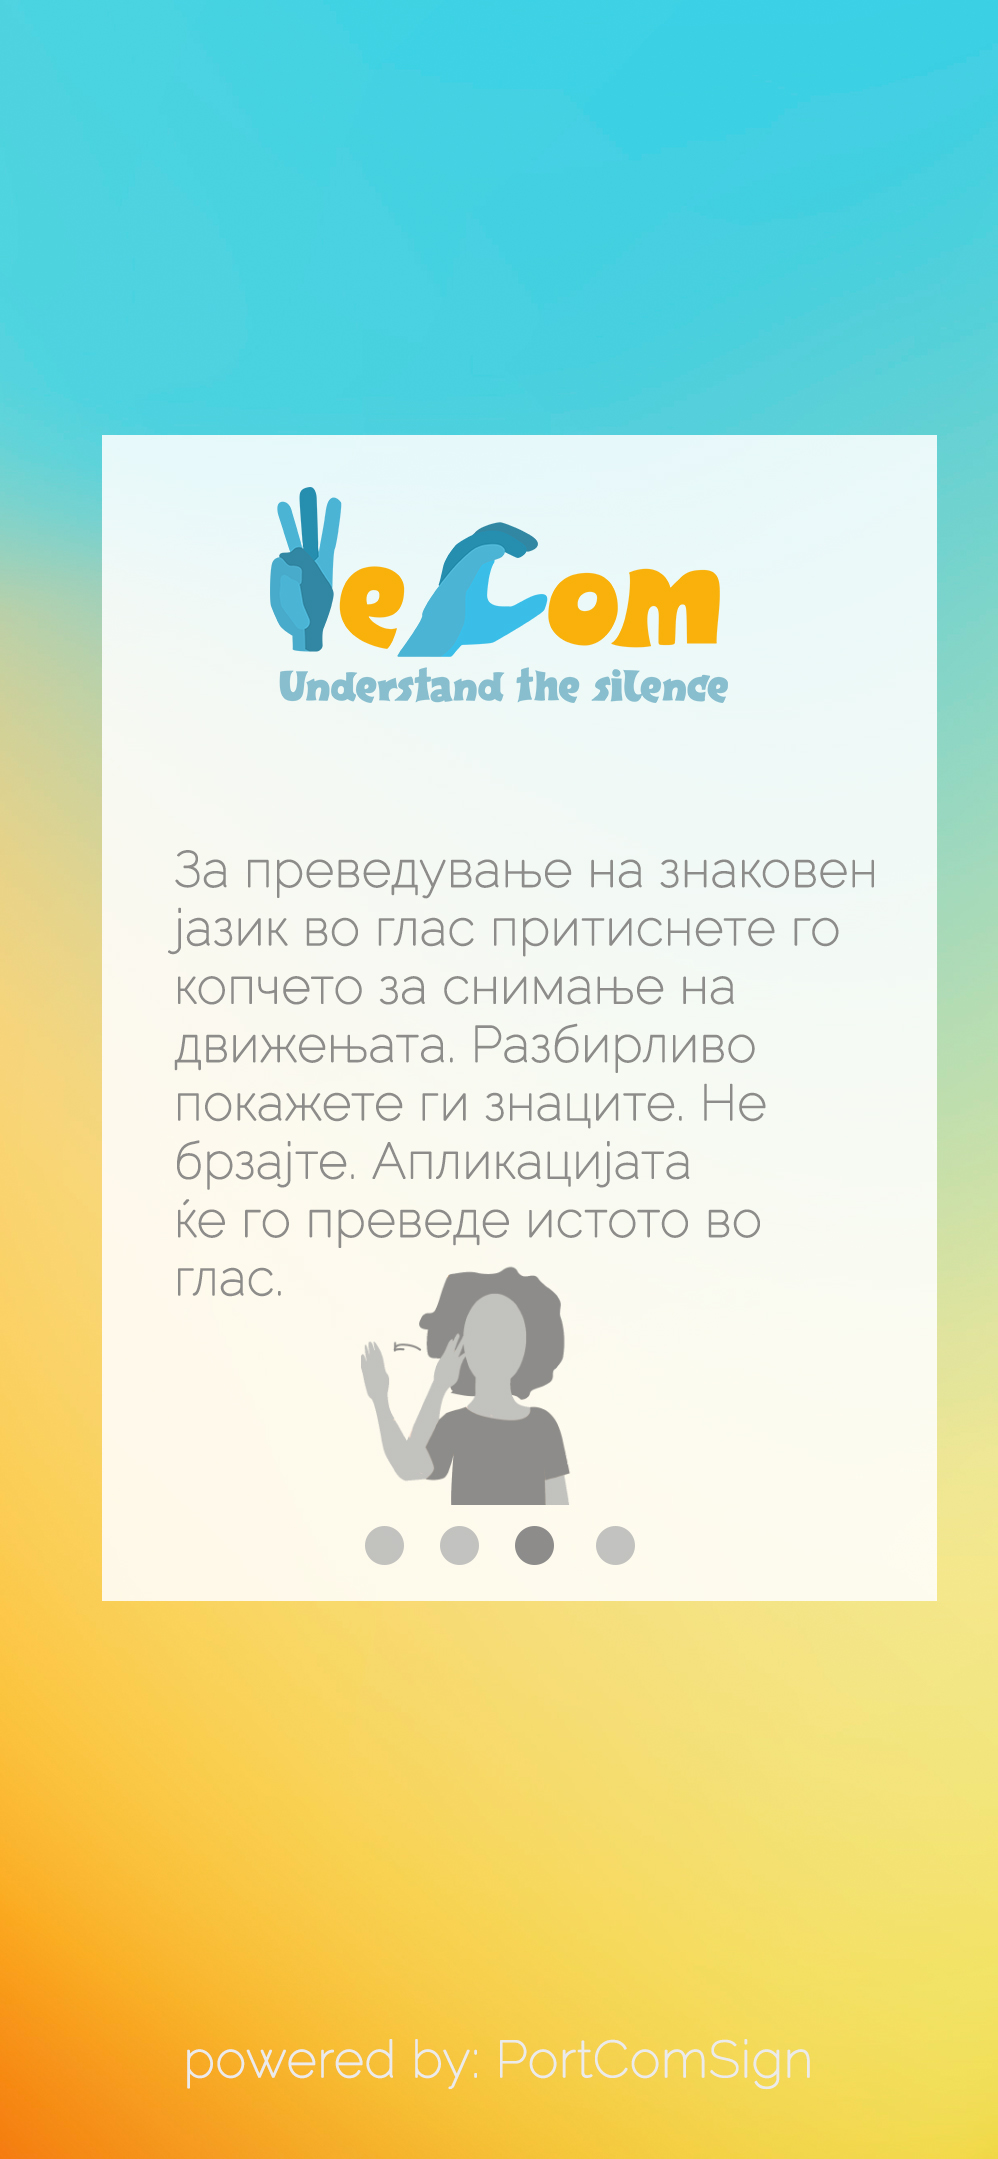 WeCom
Understand the silence
За преведување на знаковен
јазик во глас притиснете го
копчето за снимање на
движењата. Разбирливо
покажете ги знаците. Не
брзајте. Апликацијата
ќе го преведе истото во
глас.
powered by: PortComSign